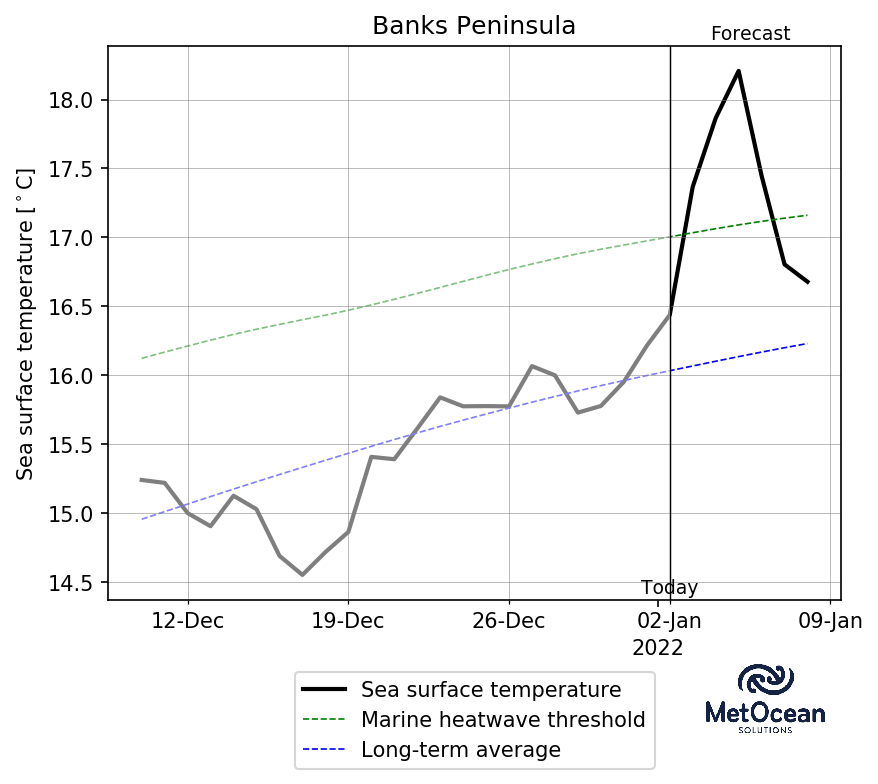 Banks Peninsula
Forecast
Sea surface temperature [°C]
18.0
17.5
17.0
16.5
16.0
15.5
15.0
14.5
Today
12-Dec
19-Dec
26-Dec
02-Jan
09-Jan
2022
Sea surface temperature
Marine heatwave threshold
Long-term average
MetOcean
SOLUTIONS